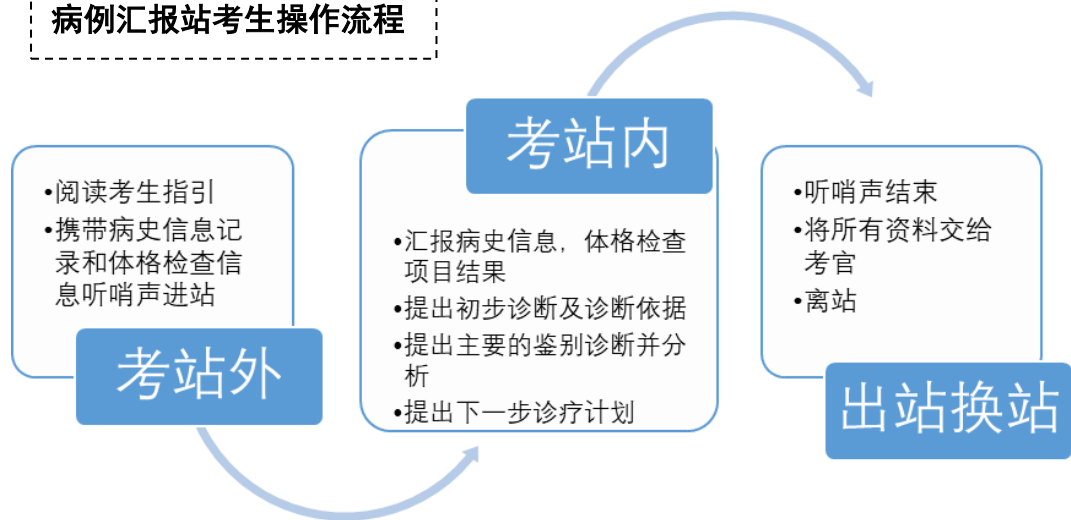 病例汇报站考生操作流程
•阅读考生指引
•携带病史信息记
录和体格检查信
息听哨声进站
考站外
考站内
•汇报病史信息，体格检查
项目结果
•提出初步诊断及诊断依据
•提出主要的鉴别诊断并分
析
•提出下一步诊疗计划
•听哨声结束
•将所有资料交给
考官
•离站
出站换站